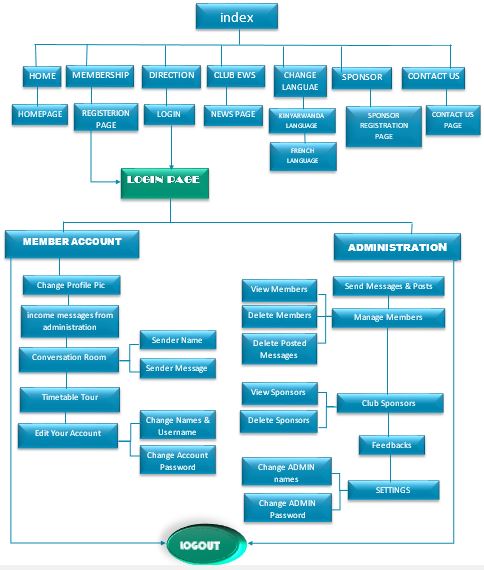 index
HOME
MEMBERSHIP
DIRECTION
CLUB EWS
CHANGE
LANGUAE
SPONSOR
CONTACT US
HOMEPAGE
REGISTERION
PAGE
LOGIN
NEWS PAGE
KINYARWANDA
LANGUAGE
SPONSOR
REGISTRATION
PAGE
CONTACT US
PAGE
FRENCH
LANGUAGE
LOGIN PAGE
MEMBER ACCOUNT
ADMINISTRATION
Change Profile Pic
income messages from
administration
Conversation Room
Sender Name
Sender Message
Timetable Tour
Edit Your Account
Change Names &
Username
Change Account
Password
Send Messages & Posts
View Members
Manage Members
Delete Members
Delete Posted
Messages
View Sponsors
Club Sponsors
Delete Sponsors
Feedbacks
Change ADMIN
names
SETTINGS
Change ADMIN
Password
LOGOUT